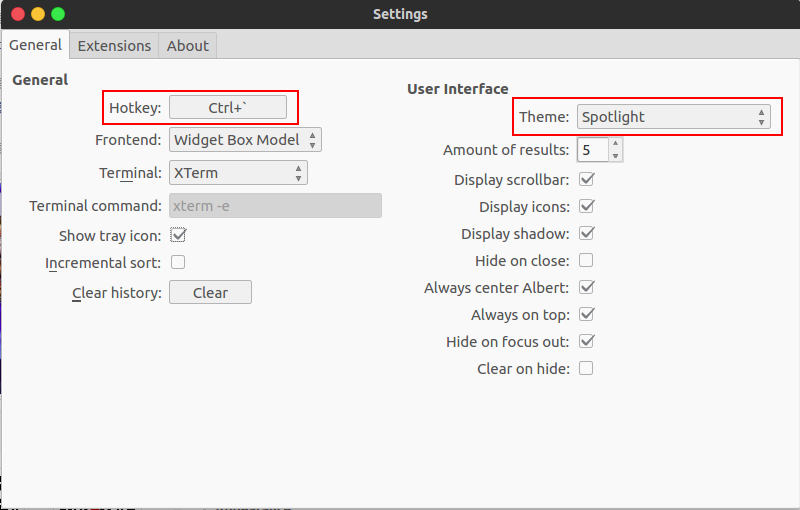 Settings
General Extensions About
General
Hotkey: Ctrl+`
Frontend: Widget Box Model
Terminal: XTerm
Terminal command: xterm -e
Show tray icon:
Incremental sort:
Clear history: Clear
User Interface
Theme: Spotlight
Amount of results: 5
Display scrollbar:
Display icons:
Display shadow:
Hide on close:
Always center Albert:
Always on top:
Hide on focus out:
Clear on hide: